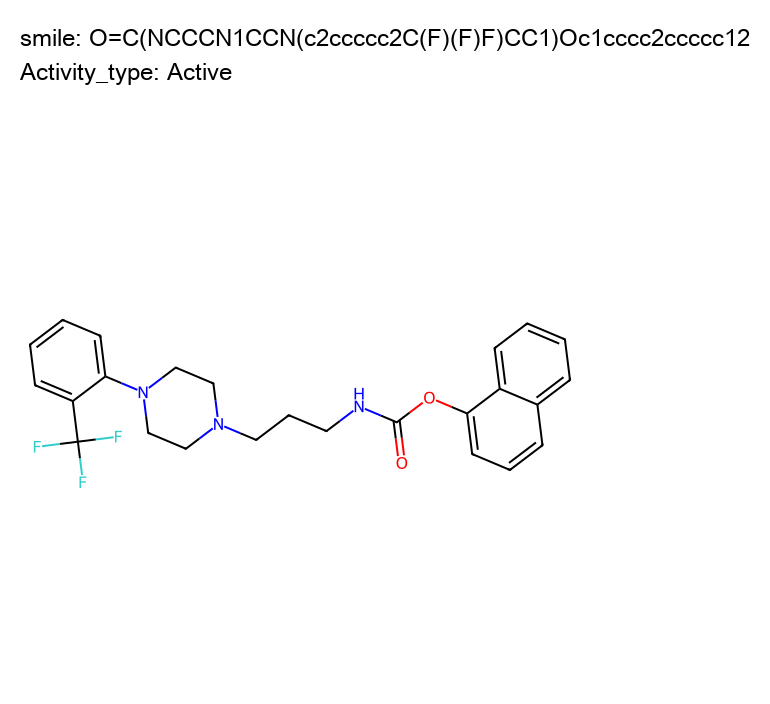 smile: O=C(NCCCN1CCN(c2ccccc2C(F)(F)F)CC1)Oc1cccc2ccccc12
Activity_type: Active
H
N
O
N
N
F
F
O
F